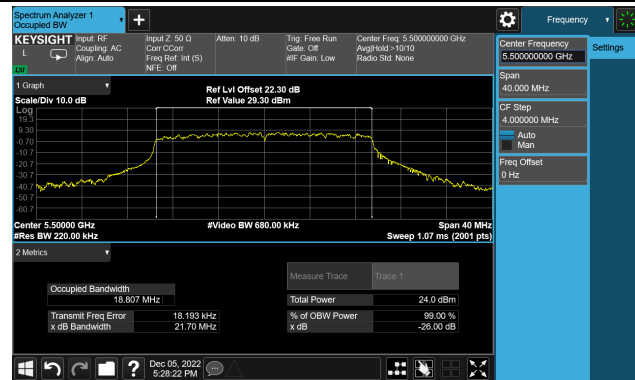 Spectrum Analyzer 1
Occupied BW
Frequency
KEYSIGHT
Input: RF
Coupling: AC
Align: Auto
Input Z: 50 Ω
Corr CCorr
Freq Ref: Int (S)
NFE: Off
Atten: 10 dB
Trig: Free Run
Gate: Off
#IF Gain: Low
Center Freq: 5.500000000 GHz
Avg|Hold:>10/10
Radio Std: None
L
LXI
Center Frequency
5.500000000 GHz
Settings
Span
40.000 MHz
CF Step
4.000000 MHz
Auto
Man
Freq Offset
0 Hz
1 Graph
Scale/Div 10.0 dB
Ref Lvl Offset 22.30 dB
Ref Value 29.30 dBm
Log
19.3
9.30
-0.70
-10.7
-20.7
-30.7
-40.7
-50.7
-60.7
Center 5.50000 GHz
#Video BW 680.00 kHz
Span 40 MHz
#Res BW 220.00 kHz
Sweep 1.07 ms (2001 pts)
2 Metrics
Measure Trace
Trace 1
Occupied Bandwidth
18.807 MHz
Total Power
24.0 dBm
Transmit Freq Error
18.193 kHz
% of OBW Power
99.00 %
x dB Bandwidth
21.70 MHz
x dB
-26.00 dB
Dec 05, 2022
5:28:22 PM